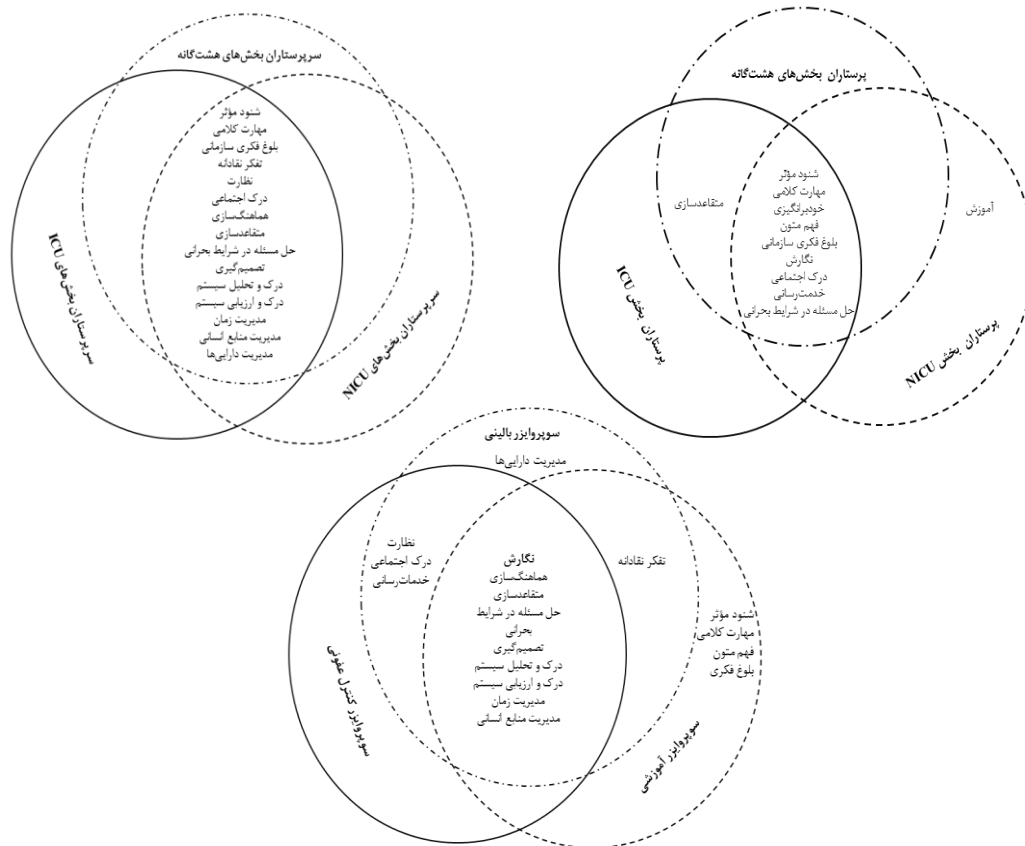 پرستاران بخش‌های هشت‌گانه
شنود مؤثر
مهارت کلامی
خودبرانگیزی
فهم متون
بلوغ فکری سازمانی
نگارش
درک اجتماعی
خدمت‌رسانی
حل مسئله در شرایط بحرانی
متقاعدسازی
آموزش
پرستاران بخش ICU
پرستاران بخش NICU
سرپرستاران بخش‌های هشت‌گانه
شنود مؤثر
مهارت کلامی
بلوغ فکری سازمانی
تفکر نقادانه
نظارت
درک اجتماعی
هماهنگ‌سازی
متقاعدسازی
حل مسئله در شرایط بحرانی
تصمیم‌گیری
درک و تحلیل سیستم
درک و ارزیابی سیستم
مدیریت زمان
مدیریت منابع انسانی
مدیریت دارایی‌ها
سرپرستاران بخش‌های ICU
سرپرستاران بخش‌های NICU
سوپروایزر بالینی
مدیریت دارایی‌ها
تفکر نقادانه
نظارت
درک اجتماعی
خدمات‌رسانی
نگارش
هماهنگ‌سازی
متقاعدسازی
حل مسئله در شرایط
بحرانی
تصمیم‌گیری
درک و تحلیل سیستم
درک و ارزیابی سیستم
مدیریت زمان
مدیریت منابع انسانی
شنود مؤثر
مهارت کلامی
فهم متون
بلوغ فکری
سوپروایزر کنترل عفونی
سوپروایزر آموزشی